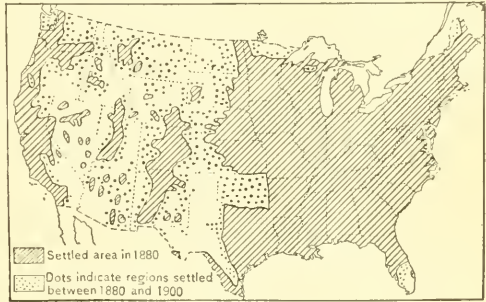 Settled area in 1880
Dots indicate regions settled
between 1880 and 1900